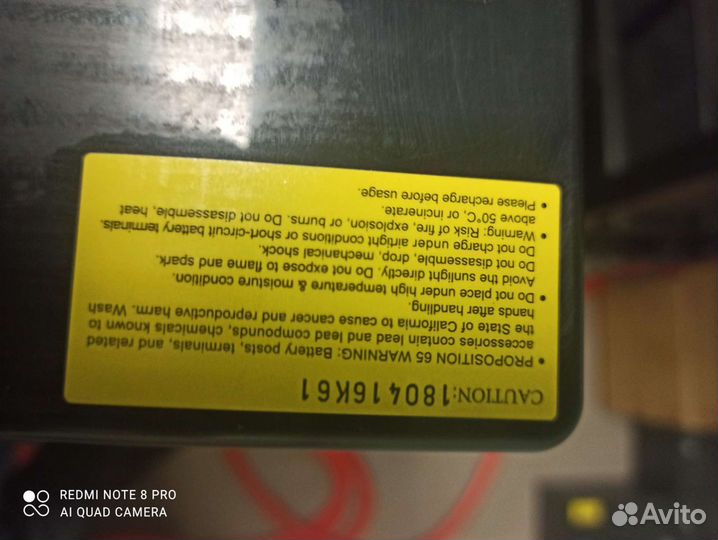 CAUTION:180416K61
• PROPOSITION 65 WARNING: Battery, posts, terminals, and related
accessories contain lead and lead compounds, chemicals known to
the State of California to cause cancer and reproductive harm. Wash
hands after handling.
• Do not place under high temperature & moisture condition.
Avoid the sunlight directly. Do not expose to flame and spark.
Do not disassemble, drop, mechanical shock.
Do not charge under airtight conditions or short-circuit battery terminals.
• Warning: Risk of fire, explosion, or burns. Do not disassemble, heat
above 50°C, or incinerate.
• Please recharge before usage.
REDMI NOTE 8 PRO
AI QUAD CAMERA
Avito